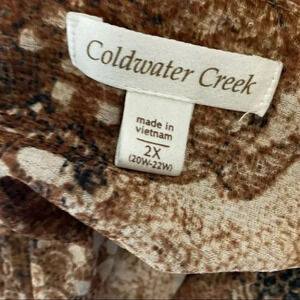 Coldwater Creek
made in
vietnam
2X
(20W-22W)